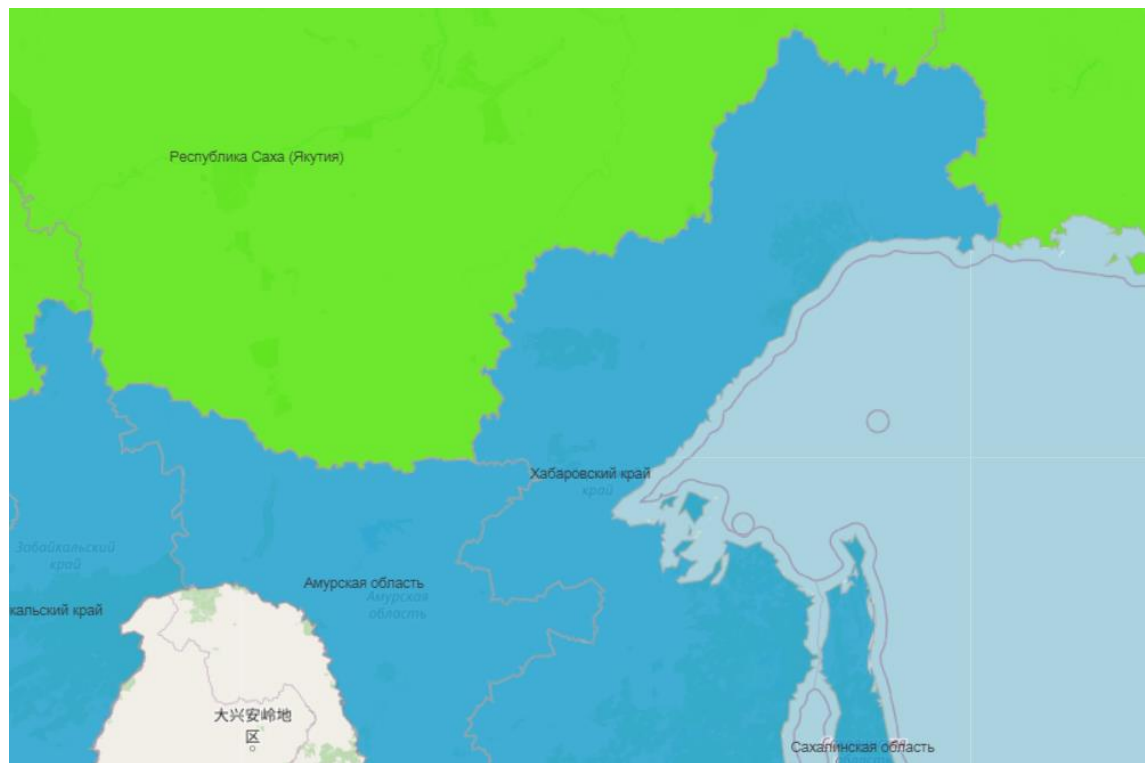 Республика Саха (Якутия)
Хабаровский край
край
Забайкальский
край
Амурская область
Амурская
область
кальский край
大兴安岭地
区
Сахалинская область
область